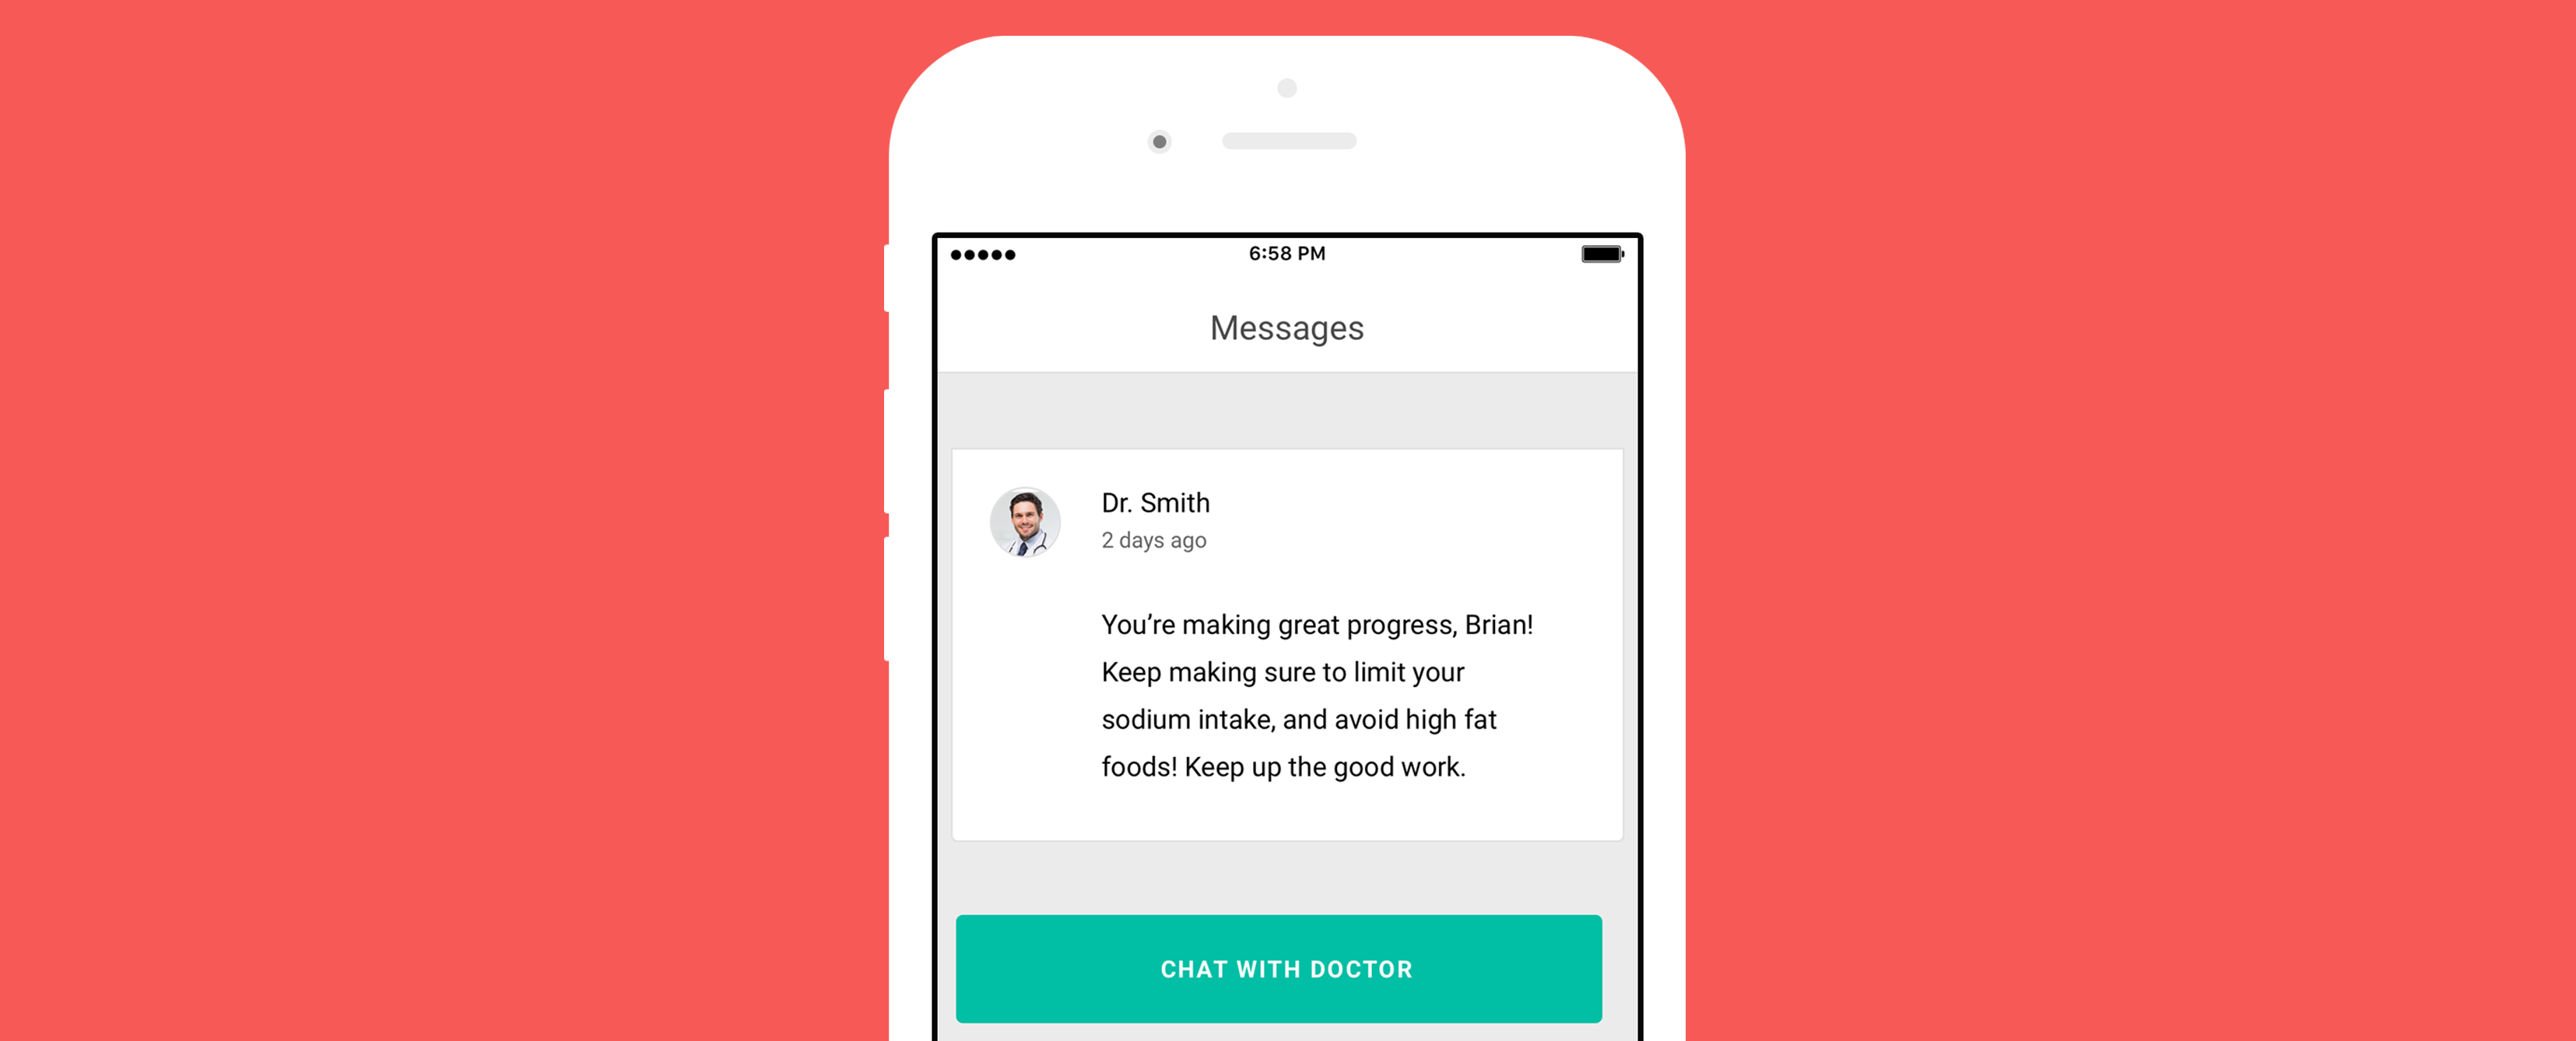 6:58 PM
Messages
Dr. Smith
2 days ago
You’re making great progress, Brian!
Keep making sure to limit your
sodium intake, and avoid high fat
foods! Keep up the good work.
CHAT WITH DOCTOR